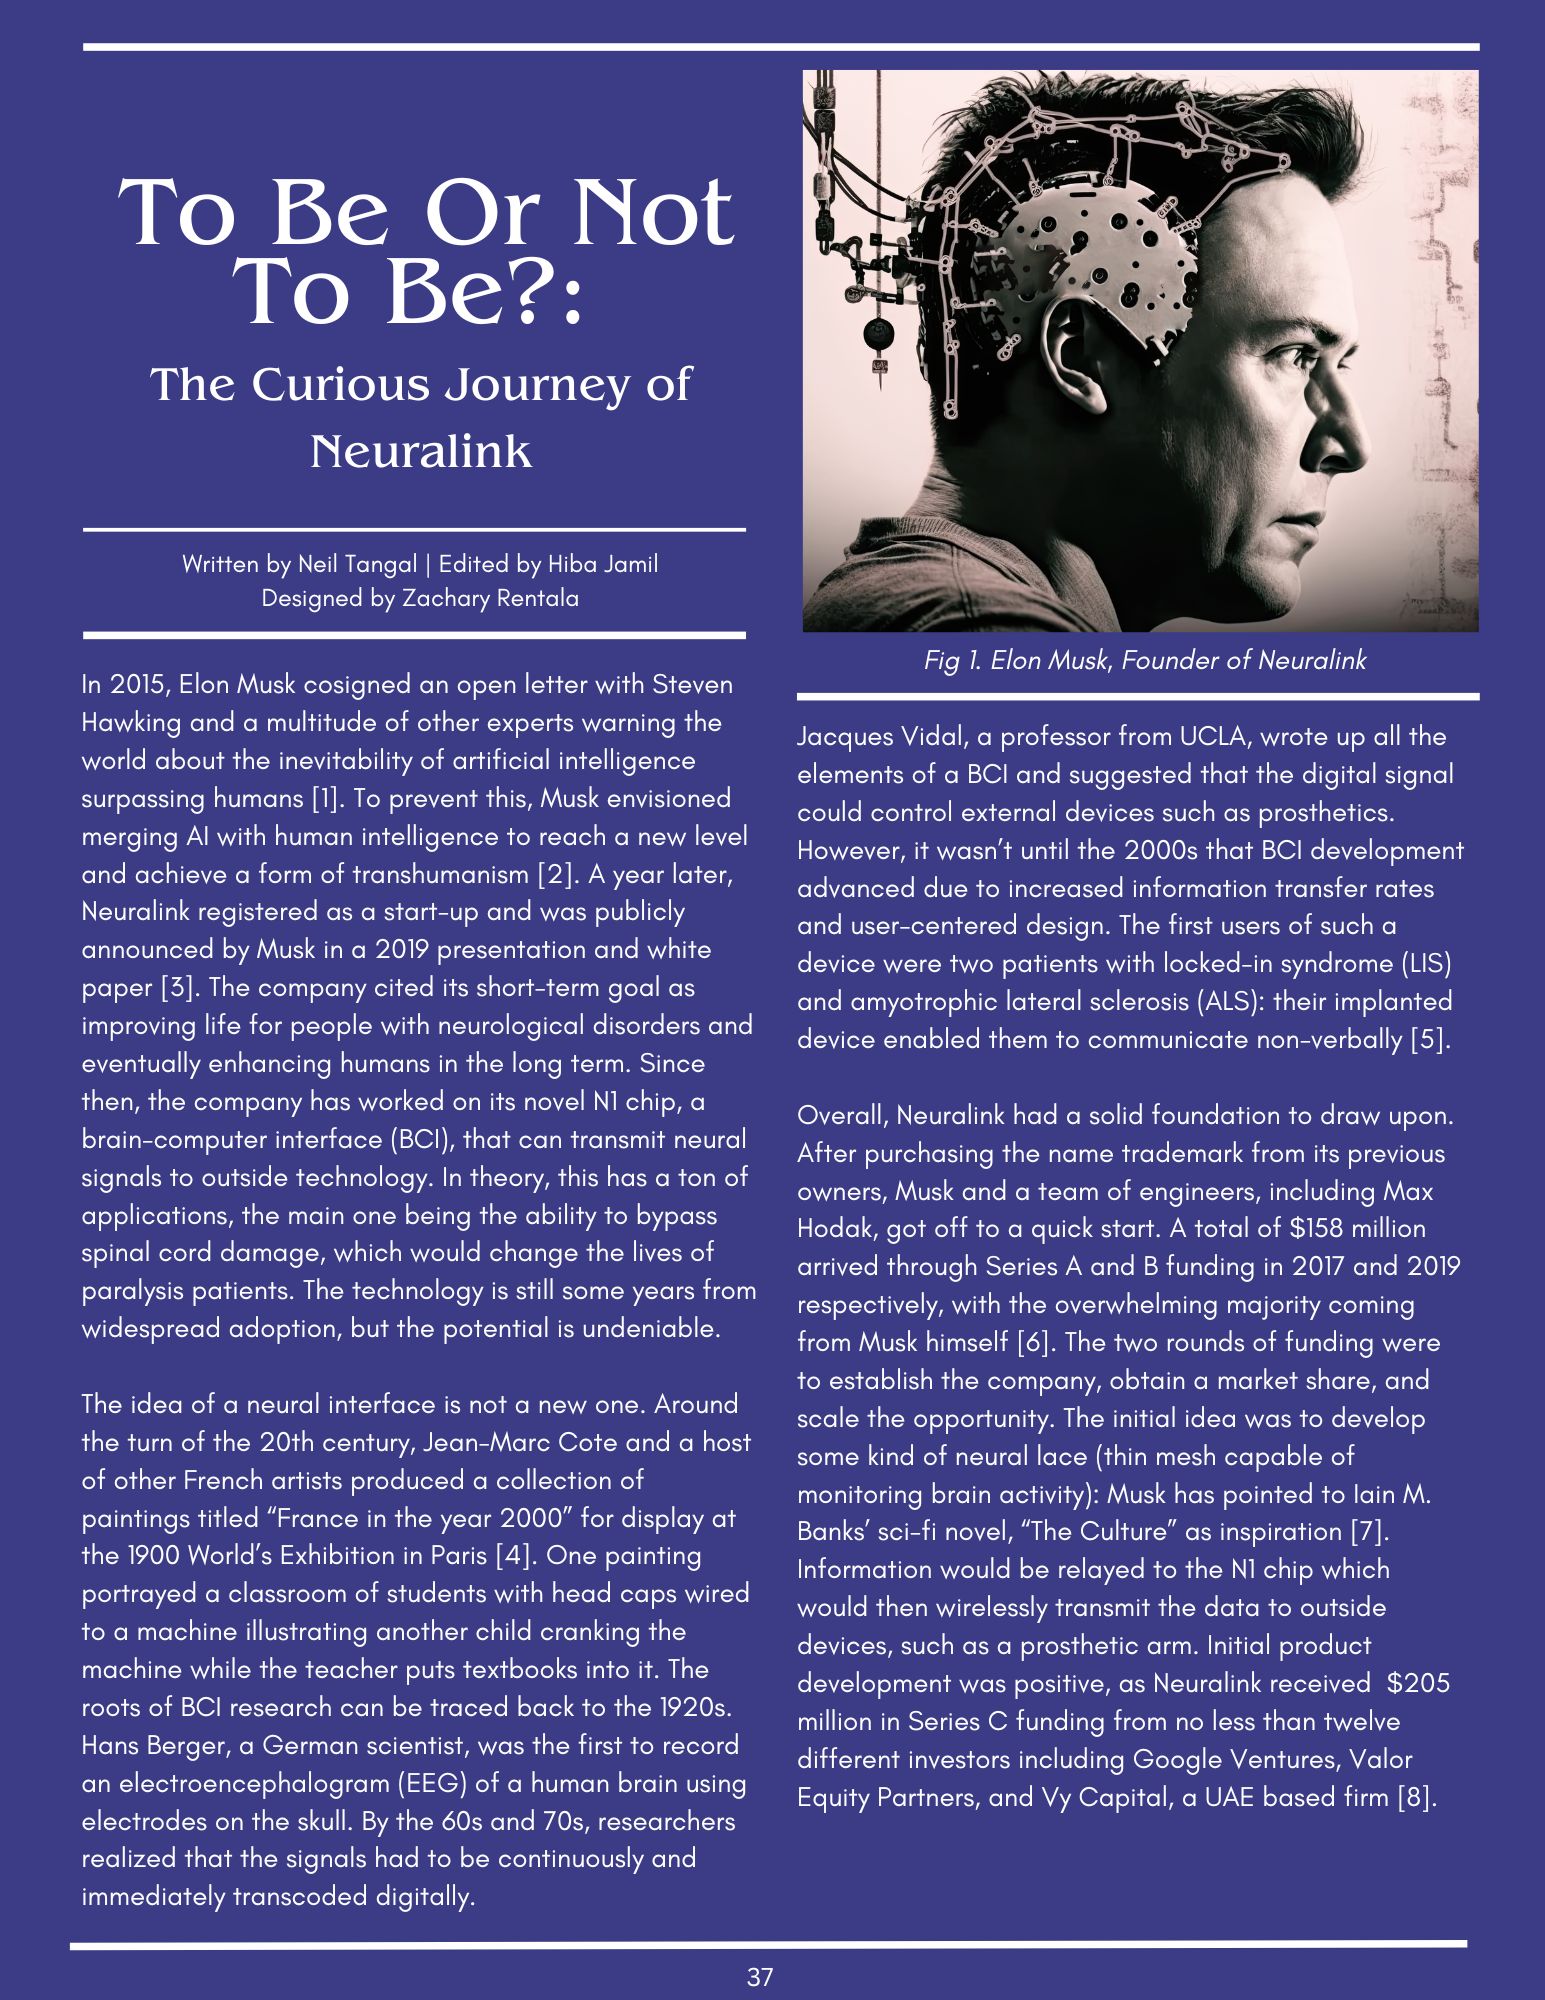 To Be Or Not
To Be?:
The Curious Journey of
Neuralink
Written by Neil Tangal | Edited by Hiba Jamil
Designed by Zachary Rentala
In 2015, Elon Musk cosigned an open letter with Steven
Hawking and a multitude of other experts warning the
world about the inevitability of artificial intelligence
surpassing humans [1]. To prevent this, Musk envisioned
merging AI with human intelligence to reach a new level
and achieve a form of transhumanism [2]. A year later,
Neuralink registered as a start-up and was publicly
announced by Musk in a 2019 presentation and white
paper [3]. The company cited its short-term goal as
improving life for people with neurological disorders and
eventually enhancing humans in the long term. Since
then, the company has worked on its novel N1 chip, a
brain-computer interface (BCI), that can transmit neural
signals to outside technology. In theory, this has a ton of
applications, the main one being the ability to bypass
spinal cord damage, which would change the lives of
paralysis patients. The technology is still some years from
widespread adoption, but the potential is undeniable.
The idea of a neural interface is not a new one. Around
the turn of the 20th century, Jean-Marc Cote and a host
of other French artists produced a collection of
paintings titled “France in the year 2000” for display at
the 1900 World’s Exhibition in Paris [4]. One painting
portrayed a classroom of students with head caps wired
to a machine illustrating another child cranking the
machine while the teacher puts textbooks into it. The
roots of BCI research can be traced back to the 1920s.
Hans Berger, a German scientist, was the first to record
an electroencephalogram (EEG) of a human brain using
electrodes on the skull. By the 60s and 70s, researchers
realized that the signals had to be continuously and
immediately transcoded digitally.
Fig 1. Elon Musk, Founder of Neuralink
Jacques Vidal, a professor from UCLA, wrote up all the
elements of a BCI and suggested that the digital signal
could control external devices such as prosthetics.
However, it wasn’t until the 2000s that BCI development
advanced due to increased information transfer rates
and user-centered design. The first users of such a
device were two patients with locked-in syndrome (LIS)
and amyotrophic lateral sclerosis (ALS): their implanted
device enabled them to communicate non-verbally [5].
Overall, Neuralink had a solid foundation to draw upon.
After purchasing the name trademark from its previous
owners, Musk and a team of engineers, including Max
Hodak, got off to a quick start. A total of $158 million
arrived through Series A and B funding in 2017 and 2019
respectively, with the overwhelming majority coming
from Musk himself [6]. The two rounds of funding were
to establish the company, obtain a market share, and
scale the opportunity. The initial idea was to develop
some kind of neural lace (thin mesh capable of
monitoring brain activity): Musk has pointed to Iain M.
Banks’ sci-fi novel, “The Culture” as inspiration [7].
Information would be relayed to the N1 chip which
would then wirelessly transmit the data to outside
devices, such as a prosthetic arm. Initial product
development was positive, as Neuralink received $205
million in Series C funding from no less than twelve
different investors including Google Ventures, Valor
Equity Partners, and Vy Capital, a UAE based firm [8].
37